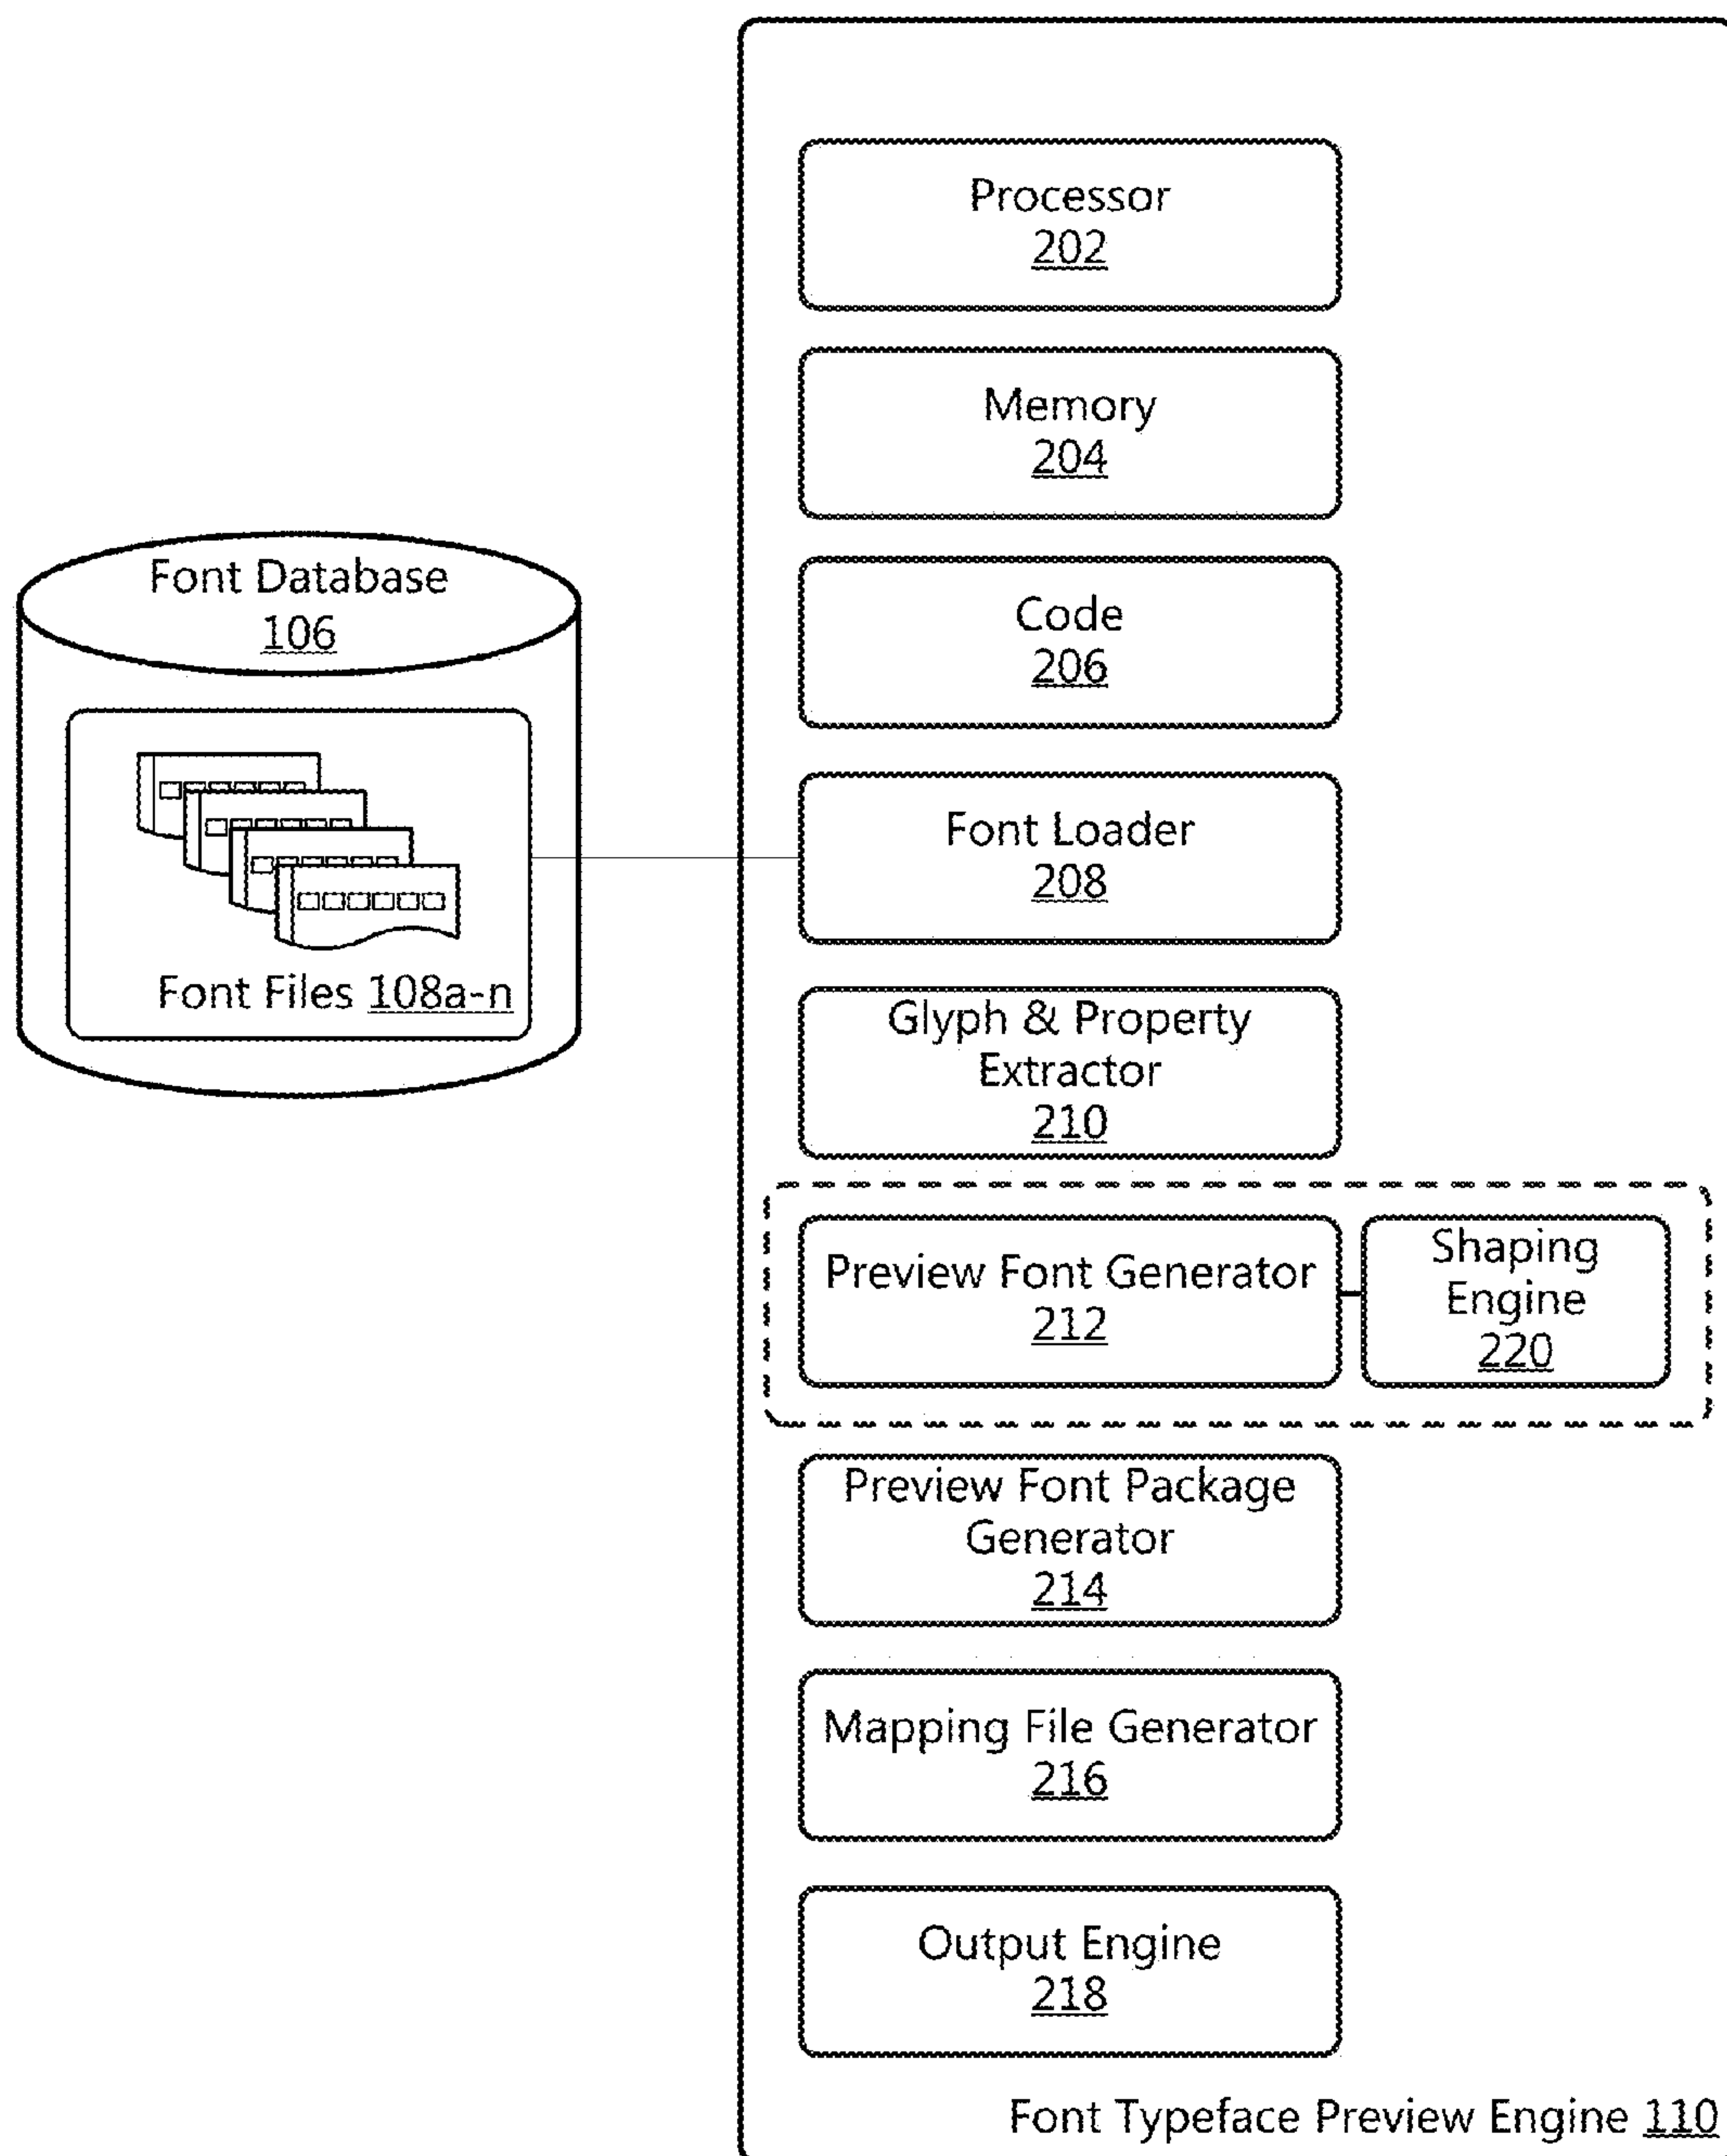 Font Database
106
Font Files 108a-n
Processor
202
Memory
204
Code
206
Font Loader
208
Glyph & Property
Extractor
210
Preview Font Generator
212
Shaping
Engine
220
Preview Font Package
Generator
214
Mapping File Generator
216
Output Engine
218
Font Typeface Preview Engine 110